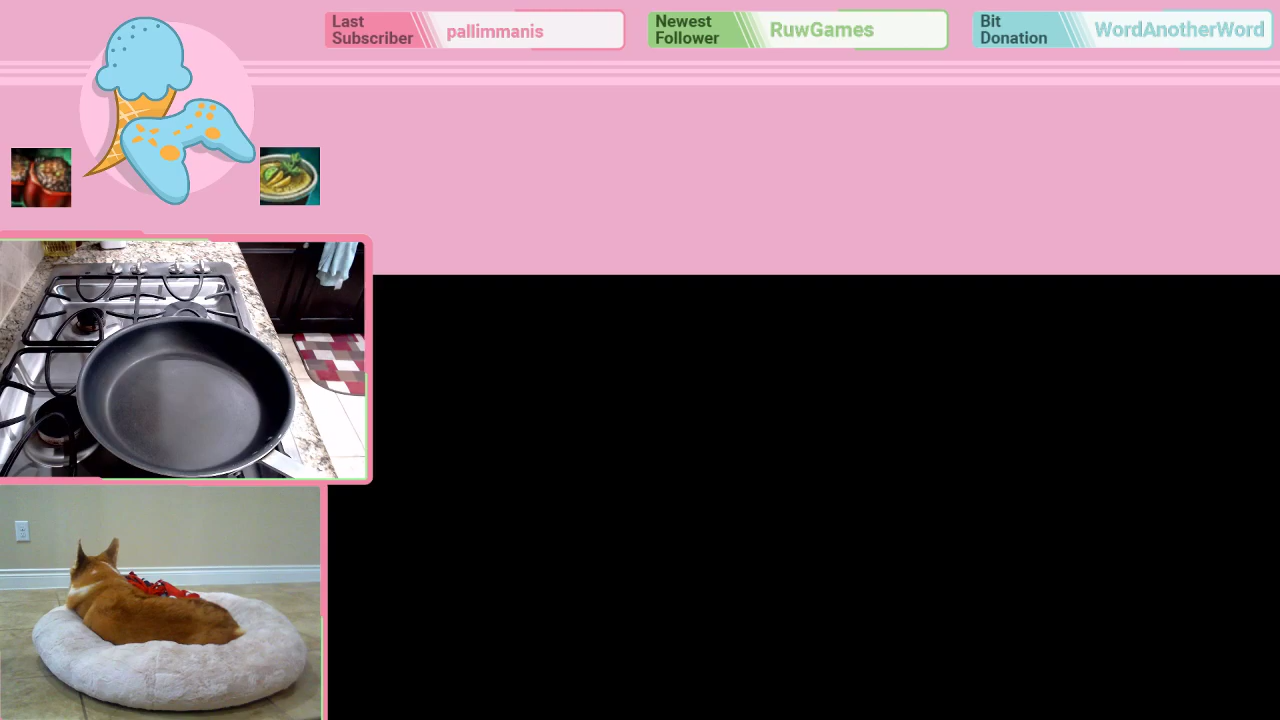 Last
Subscriber
pallimmanis
Newest
Follower
RuwGames
Bit
Donation
WordAnotherWord